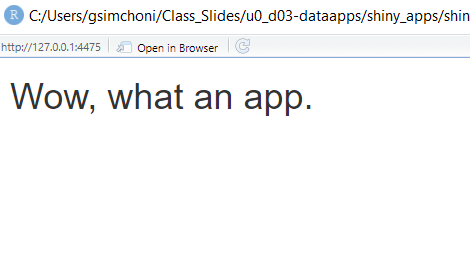 R C:/Users/gsimchoni/Class_Slides/u0_d03-dataapps/shiny_apps/shin
http://127.0.0.1:4475 Open in Browser
Wow, what an app.